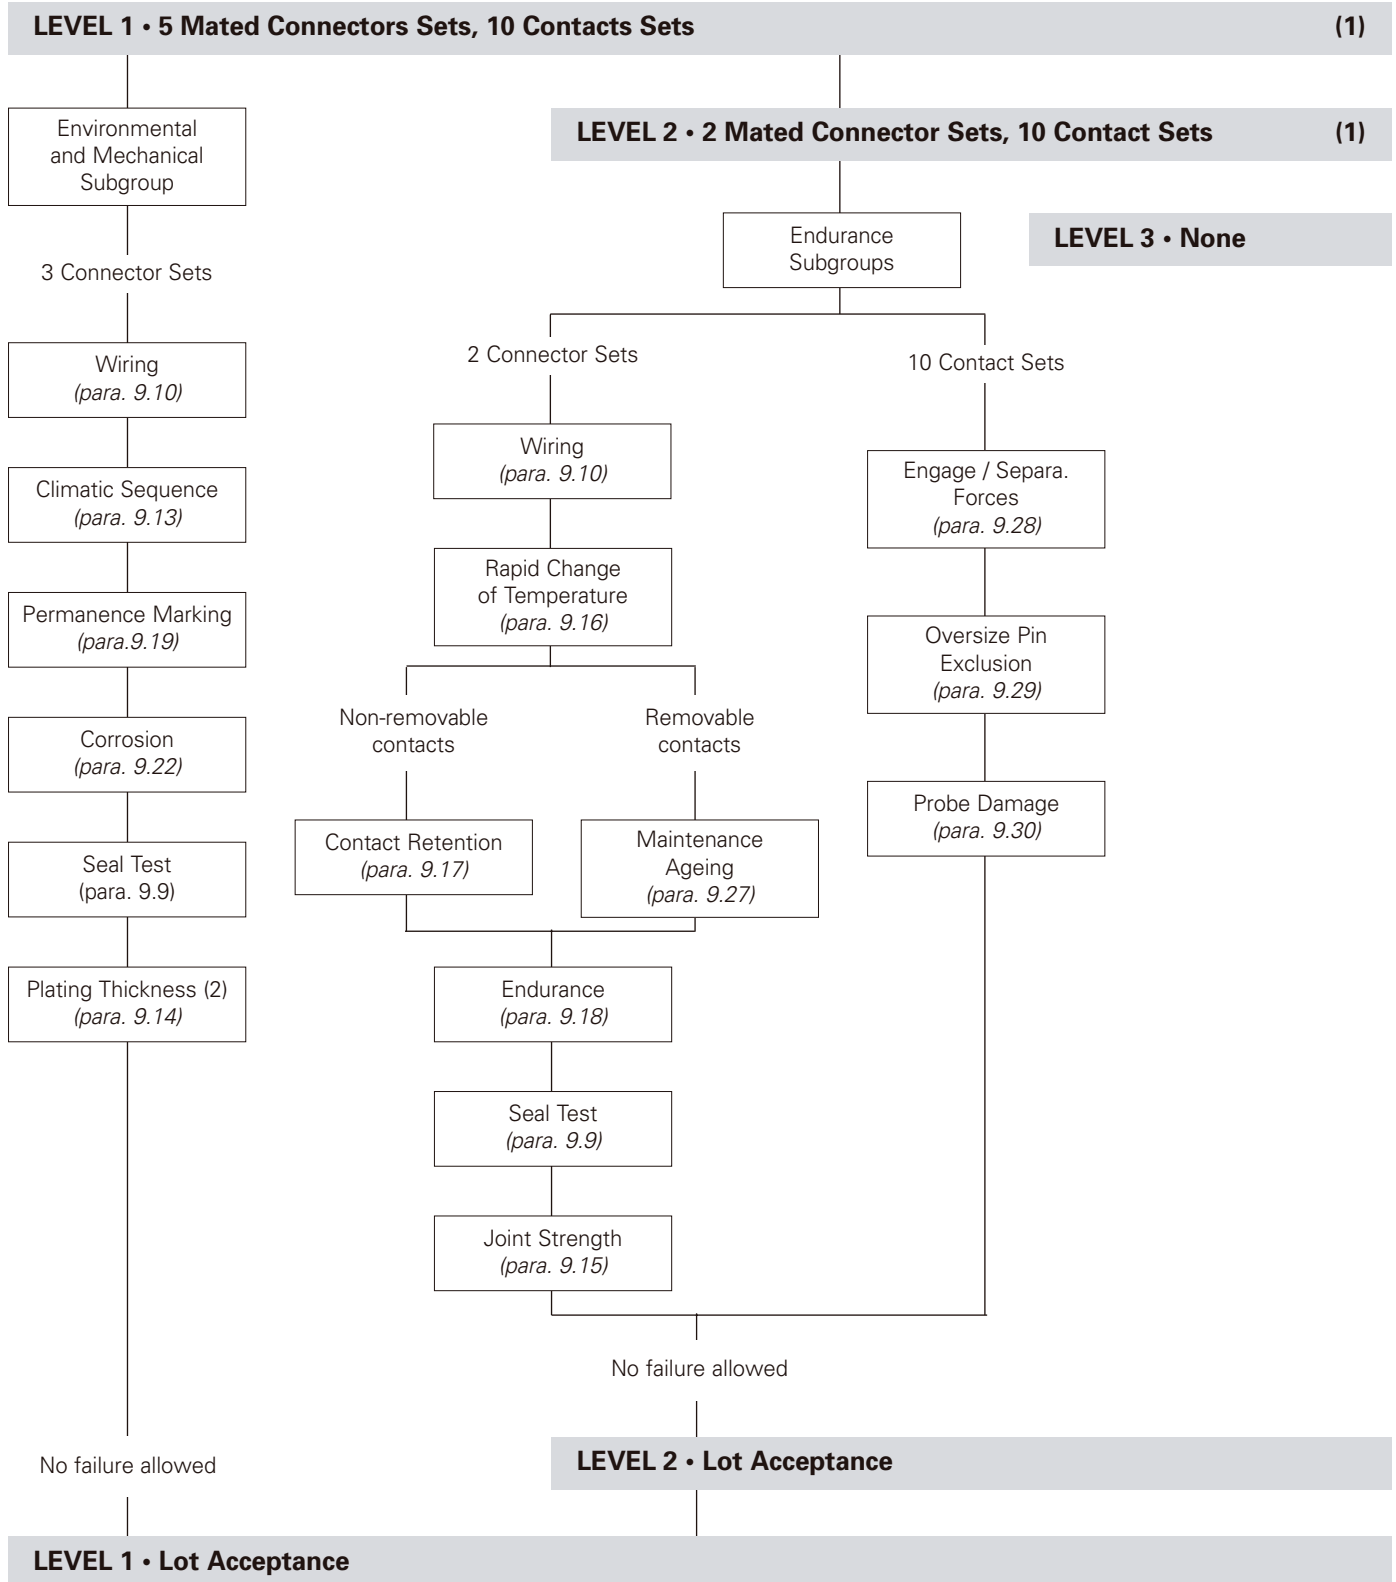 LEVEL 1 • 5 Mated Connectors Sets, 10 Contacts Sets (1)
Environmental
and Mechanical
Subgroup
3 Connector Sets
Wiring
(para. 9.10)
Climatic Sequence
(para. 9.13)
Permanence Marking
(para.9.19)
Corrosion
(para. 9.22)
Seal Test
(para. 9.9)
Plating Thickness (2)
(para. 9.14)
No failure allowed
LEVEL 2 • 2 Mated Connector Sets, 10 Contact Sets (1)
Endurance
Subgroups
LEVEL 3 • None
2 Connector Sets
Wiring
(para. 9.10)
Rapid Change
of Temperature
(para. 9.16)
Non-removable
contacts
Contact Retention
(para. 9.17)
Removable
contacts
Maintenance
Ageing
(para. 9.27)
Endurance
(para. 9.18)
Seal Test
(para. 9.9)
Joint Strength
(para. 9.15)
10 Contact Sets
Engage / Separa.
Forces
(para. 9.28)
Oversize Pin
Exclusion
(para. 9.29)
Probe Damage
(para. 9.30)
No failure allowed
LEVEL 2 • Lot Acceptance
LEVEL 1 • Lot Acceptance